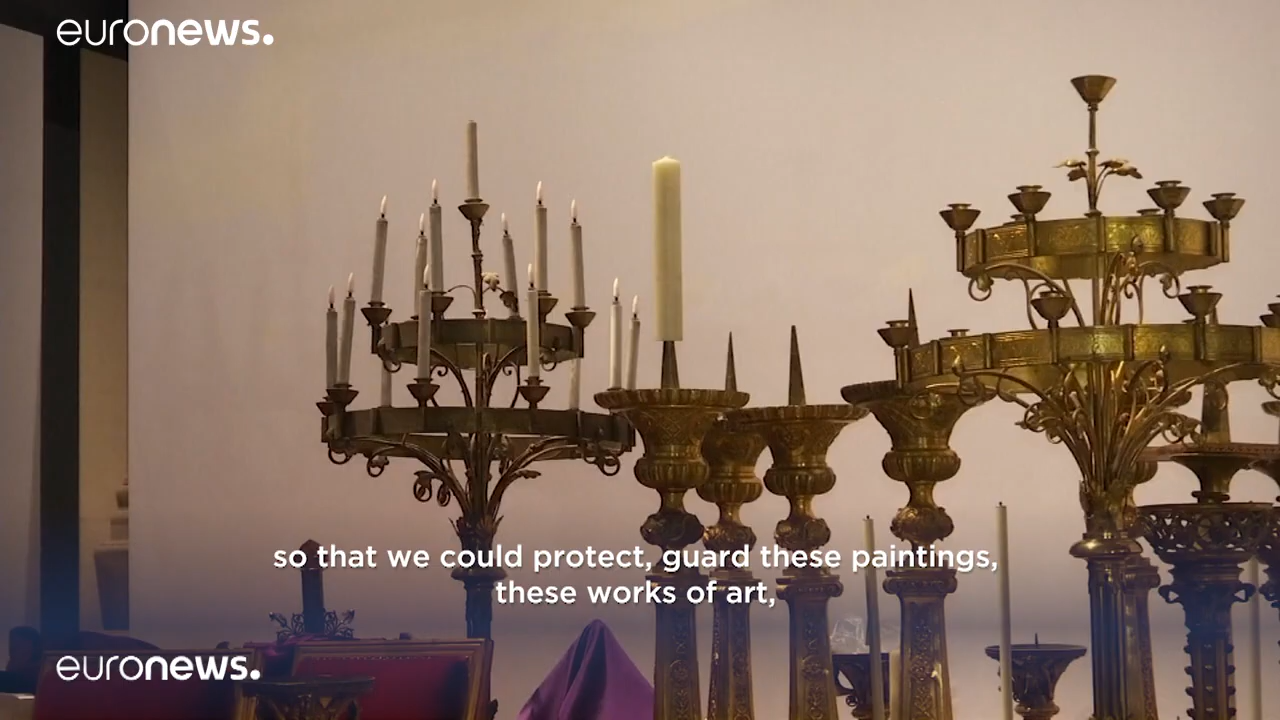 euronews.
so that we could protect, guard these paintings,
these works of art,
euronews.